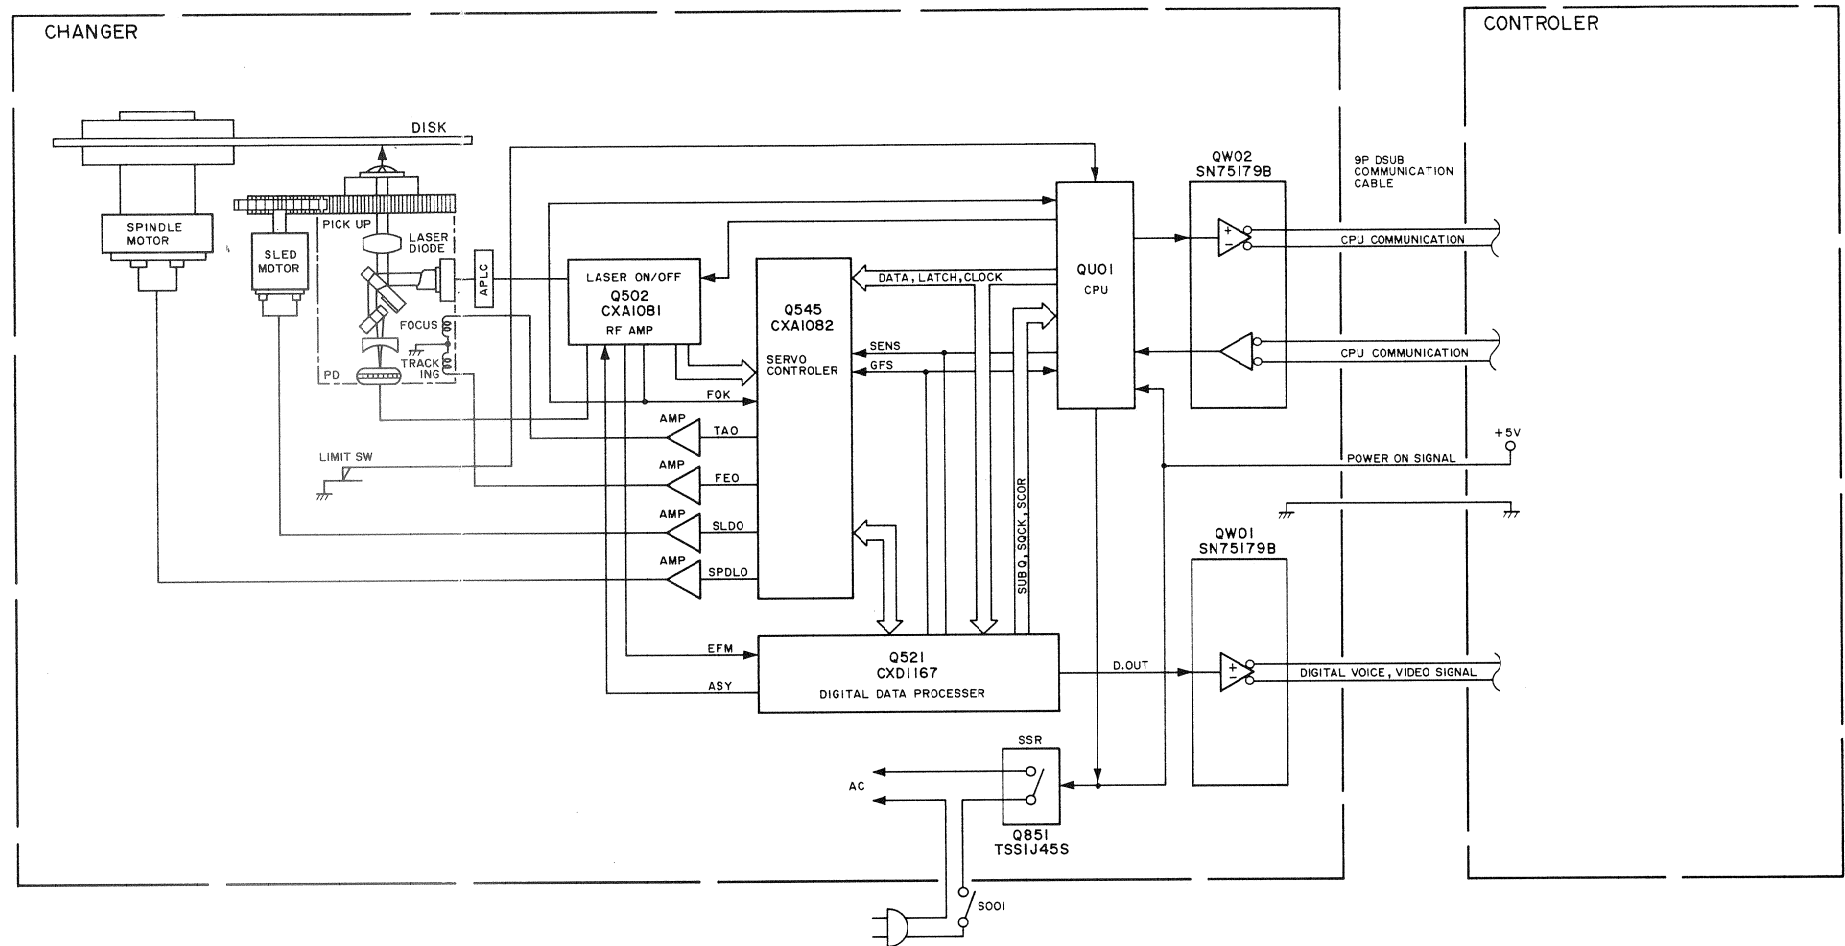 CHANGER
CONTROLER
DISK
QW02
SN75179B
9P DSUB
COMMUNICATION
CABLE
PICK UP
SPINDLE
MOTOR
LASER
DIODE
SLED
MOTOR
APLC
LASER ON/OFF
Q502
CXA1081
RF AMP
DATA, LATCH, CLOCK
QU01
CPU
CPU COMMUNICATION
Q545
CXA1082
SERVO
CONTROLER
FOCUS
TRACK
ING
PD
SENS
GFS
CPU COMMUNICATION
FOK
AMP
TAO
LIMIT SW
AMP
FEO
+5V
POWER ON SIGNAL
SUB Q, SQCK, SCOR
AMP
SLDO
AMP
SPDLO
QW01
SN75179B
EFM
ASY
Q521
CXD1167
DIGITAL DATA PROCESSER
D.OUT
DIGITAL VOICE, VIDEO SIGNAL
SSR
AC
Q851
TSS1J45S
S001